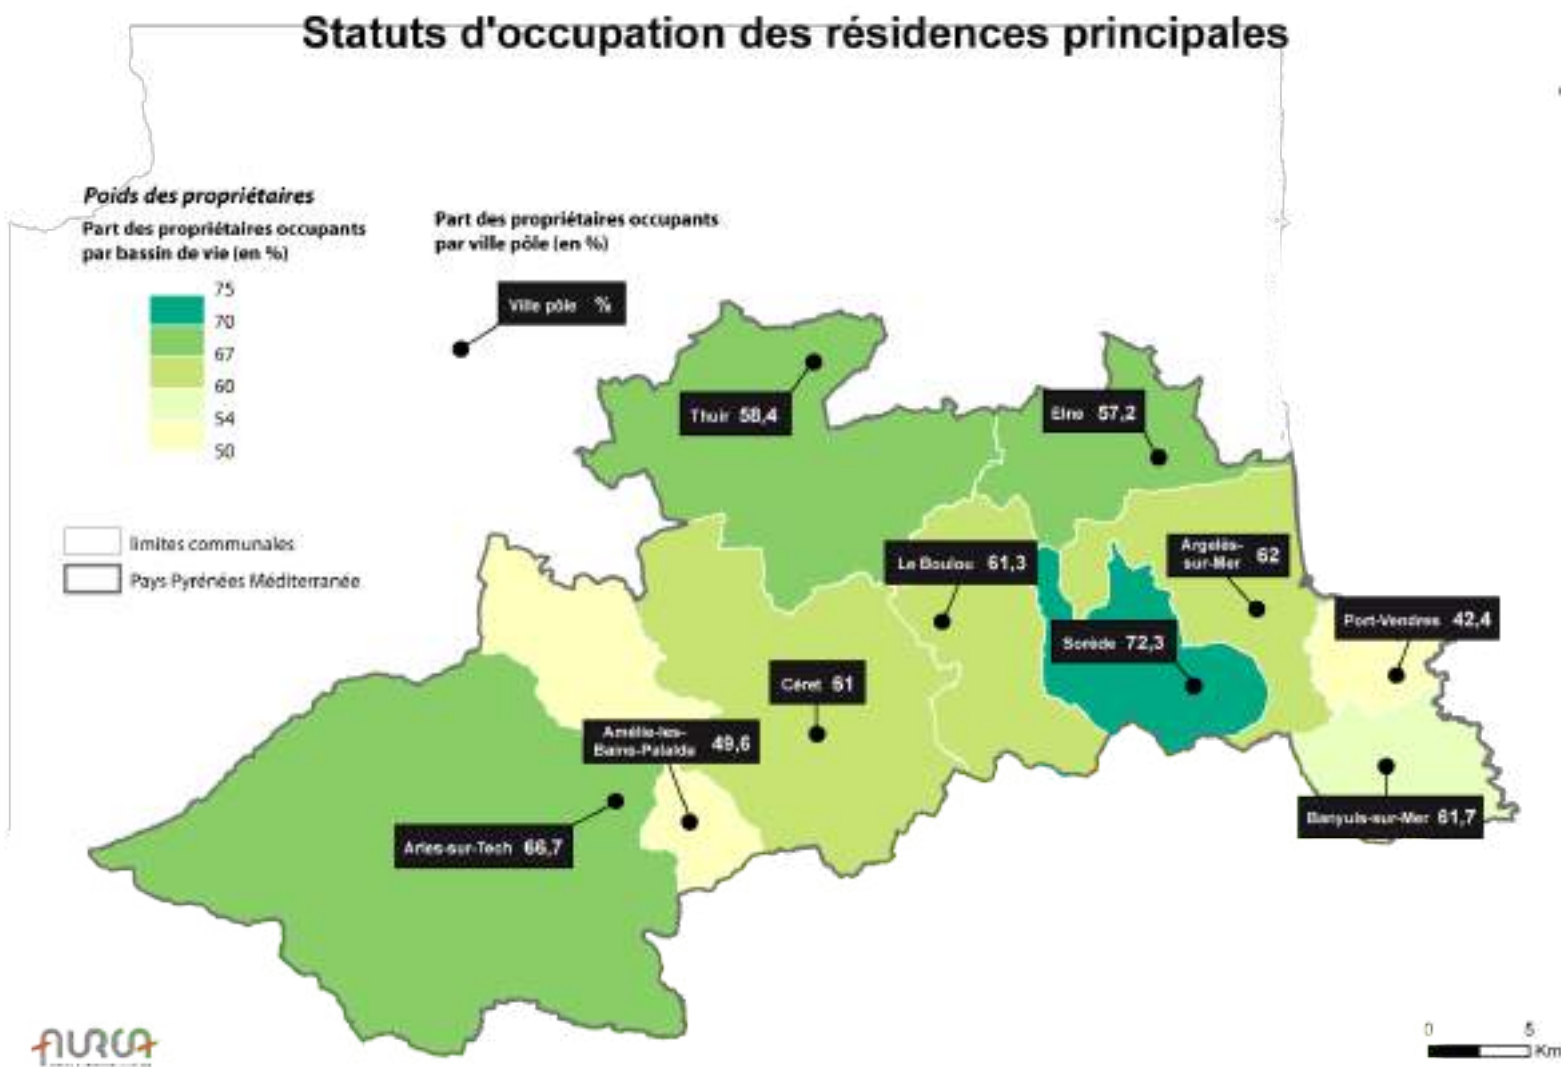 Statuts d'occupation des résidences principales
Poids des propriétaires
Part des propriétaires occupants
par bassin de vie (en %)
75
70
67
60
54
50
Part des propriétaires occupants
par ville pôle (en %)
Ville pôle %
limites communales
Pays Pyrénées Méditerranée
Thuir 58,4
Elne 57,2
Le Boulou 61,3
Argelès-
sur-Mer 62
Port-Vendres 42,4
Sorède 72,3
Céret 61
Amélie-les-
Bains-Palalda 49,6
Arles-sur-Tech 66,7
Banyuls-sur-Mer 61,7
AURCA
0 5
Km